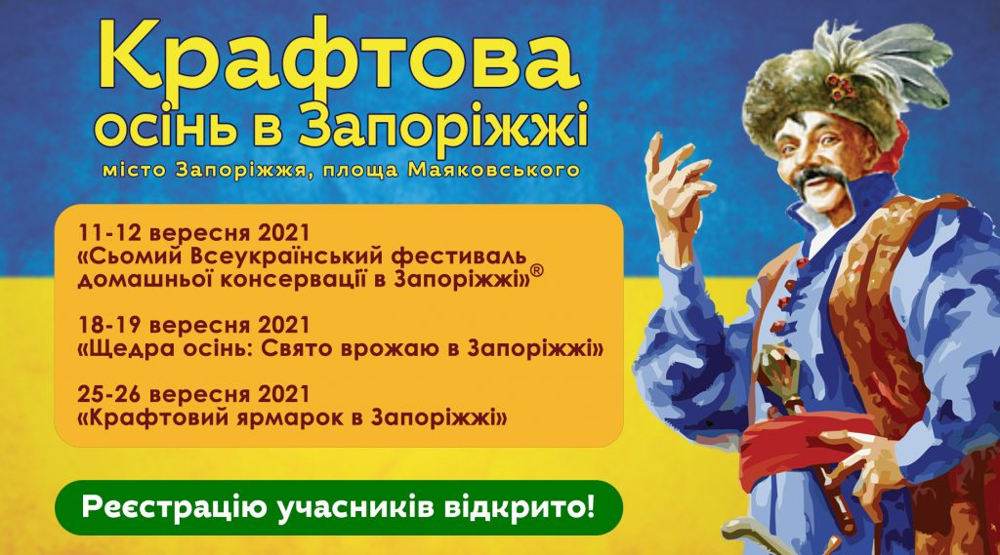 Крафтова
осінь в Запоріжжі
місто Запоріжжя, площа Маяковського
11-12 вересня 2021
«Сьомий Всеукраїнський фестиваль
домашньої консервації в Запоріжжі»®
18-19 вересня 2021
«Щедра осінь: Свято врожаю в Запоріжжі»
25-26 вересня 2021
«Крафтовий ярмарок в Запоріжжі»
Реєстрацію учасників відкрито!